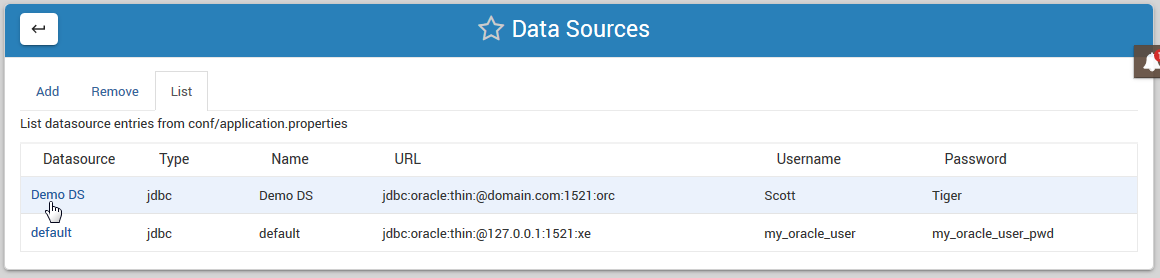 Data Sources
Add Remove List
List datasource entries from conf/application.properties
Datasource Type Name URL Username Password
Demo DS jdbc Demo DS jdbc:oracle:thin:@domain.com:1521:orc Scott Tiger
default jdbc default jdbc:oracle:thin:@127.0.0.1:1521:xe my_oracle_user my_oracle_user_pwd